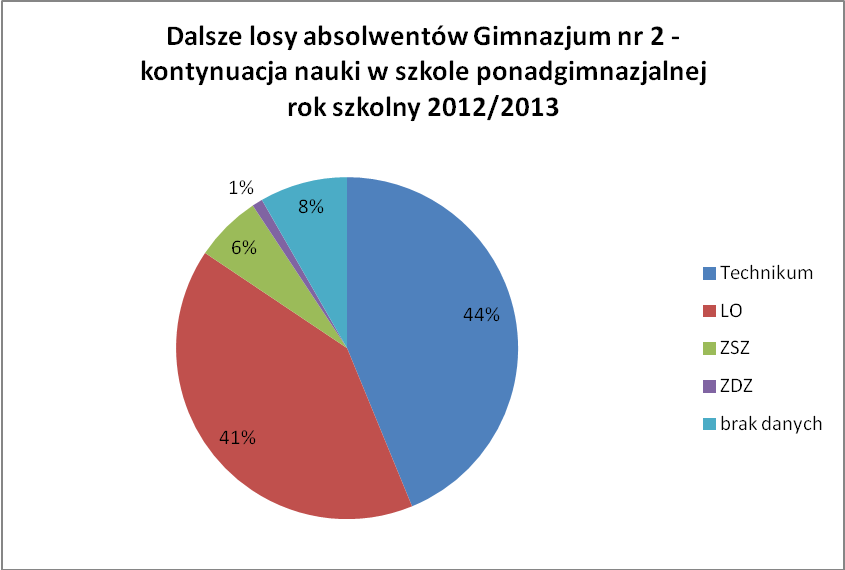 Dalsze losy absolwentów Gimnazjum nr 2 -
kontynuacja nauki w szkole ponadgimnazjalnej
rok szkolny 2012/2013
1%
8%
6%
44%
41%
Technikum
LO
ZSZ
ZDZ
brak danych